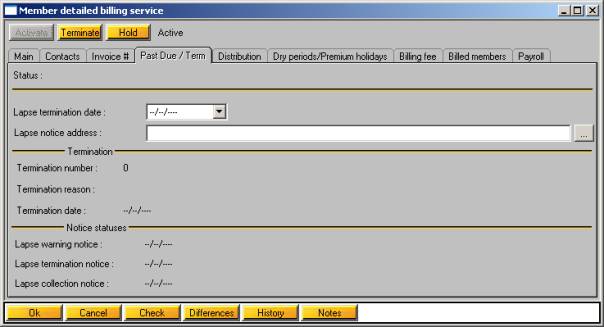 Member detailed billing service
Activate Terminate Hold Active
Main Contacts Invoice # Past Due / Term Distribution Dry periods/Premium holidays Billing fee Billed members Payroll
Status :
Lapse termination date : --/--/----
Lapse notice address : ...
Termination
Termination number : 0
Termination reason :
Termination date : --/--/----
Notice statuses
Lapse warning notice : --/--/----
Lapse termination notice : --/--/----
Lapse collection notice : --/--/----
Ok Cancel Check Differences History Notes